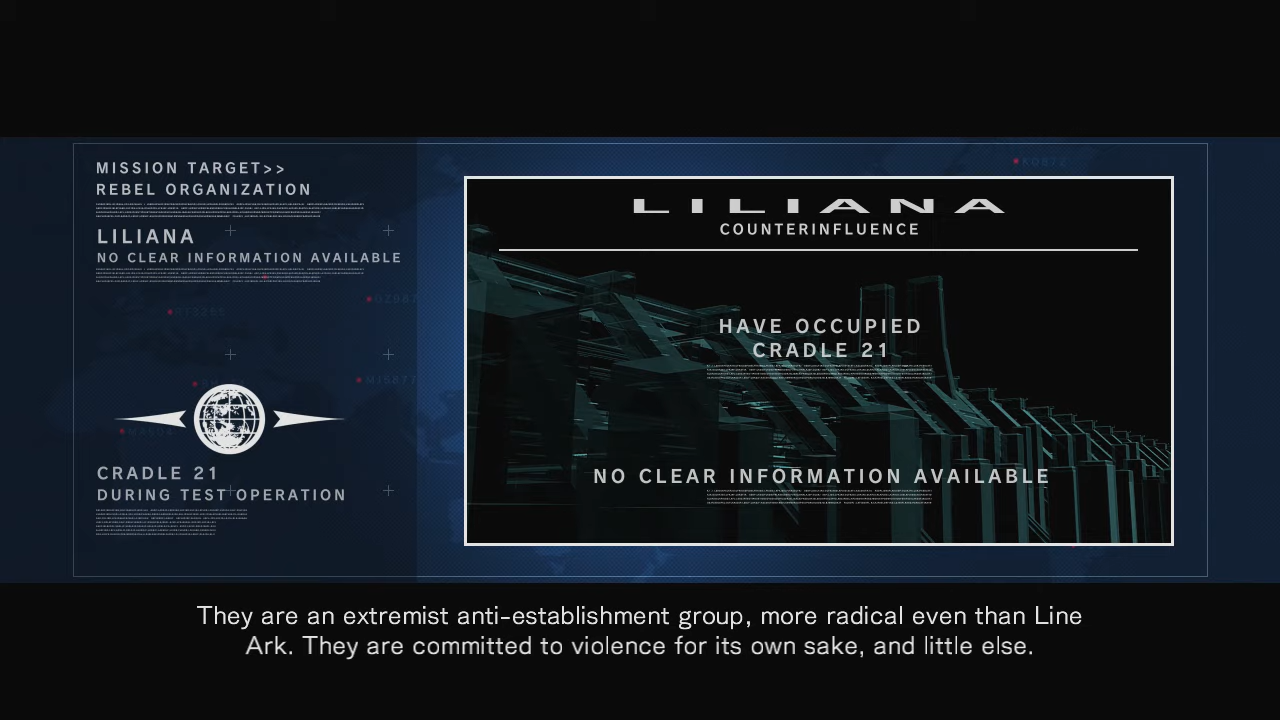 MISSION TARGET>>
REBEL ORGANIZATION
LILIANA
NO CLEAR INFORMATION AVAILABLE
CRADLE 21
DURING TEST OPERATION
K0872
LILIANA
COUNTERINFLUENCE
HAVE OCCUPIED
CRADLE 21
NO CLEAR INFORMATION AVAILABLE
They are an extremist anti-establishment group, more radical even than Line
Ark. They are committed to violence for its own sake, and little else.